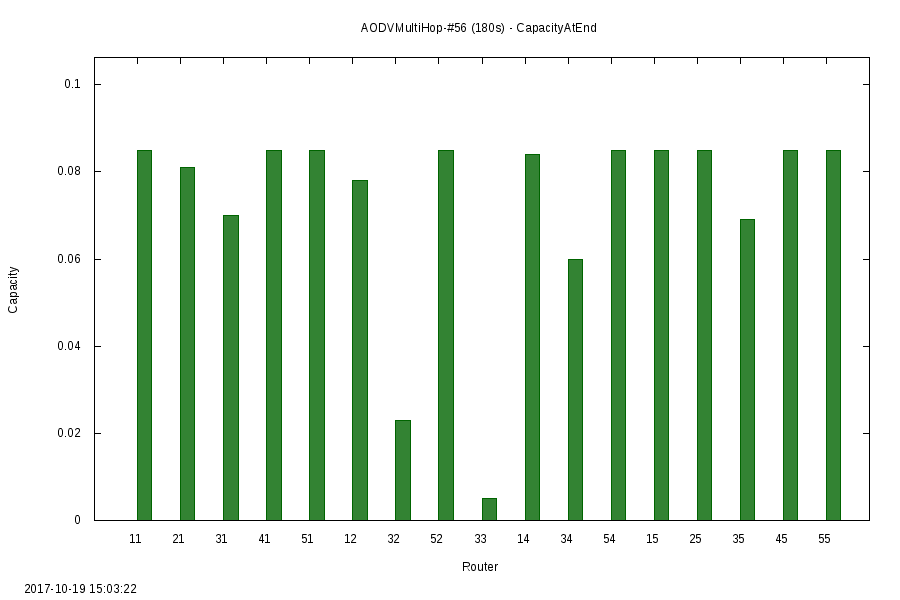 AODVMultiHop-#56 (180s) - CapacityAtEnd
0.1
0.08
0.06
0.04
0.02
0
Capacity
11 21 31 41 51 12 32 52 33 14 34 54 15 25 35 45 55
Router
2017-10-19 15:03:22